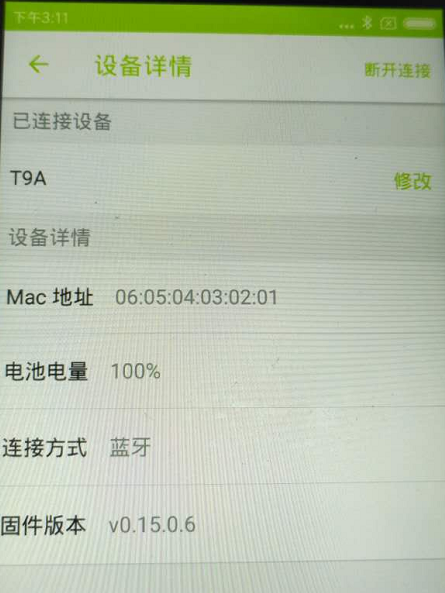 下午3:11
设备详情 断开连接
已连接设备
T9A 修改
设备详情
Mac 地址 06:05:04:03:02:01
电池电量 100%
连接方式 蓝牙
固件版本 v0.15.0.6